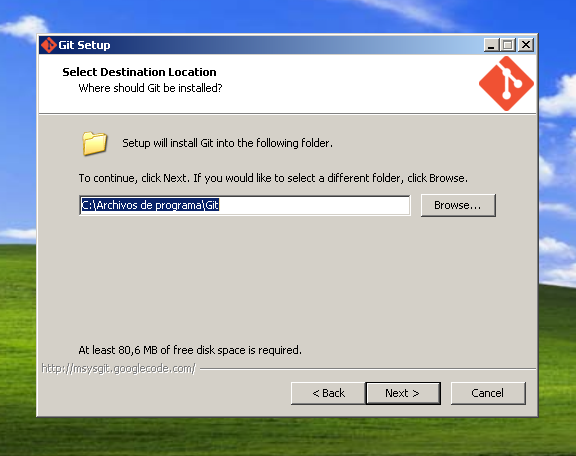 Git Setup
Select Destination Location
Where should Git be installed?
Setup will install Git into the following folder.
To continue, click Next. If you would like to select a different folder, click Browse.
C:\Archivos de programa\Git
Browse...
At least 80,6 MB of free disk space is required.
http://msysgit.googlecode.com/
< Back
Next >
Cancel